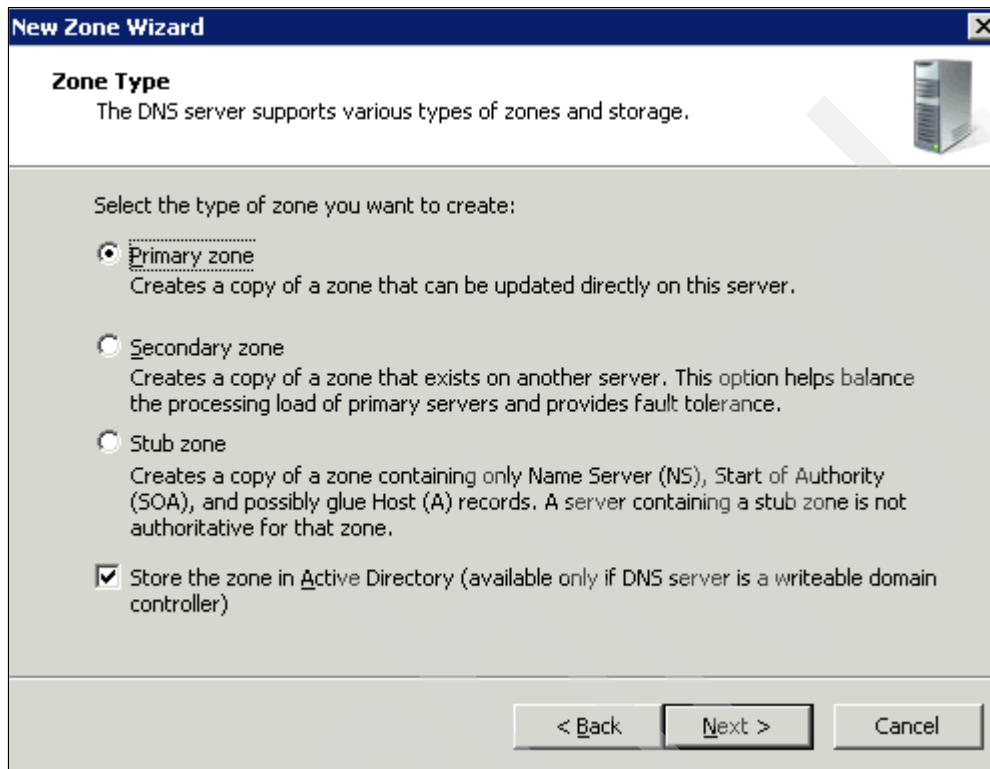 New Zone Wizard
Zone Type
The DNS server supports various types of zones and storage.
Select the type of zone you want to create:
Primary zone
Creates a copy of a zone that can be updated directly on this server.
Secondary zone
Creates a copy of a zone that exists on another server. This option helps balance
the processing load of primary servers and provides fault tolerance.
Stub zone
Creates a copy of a zone containing only Name Server (NS), Start of Authority
(SOA), and possibly glue Host (A) records. A server containing a stub zone is not
authoritative for that zone.
Store the zone in Active Directory (available only if DNS server is a writeable domain
controller)
< Back Next > Cancel